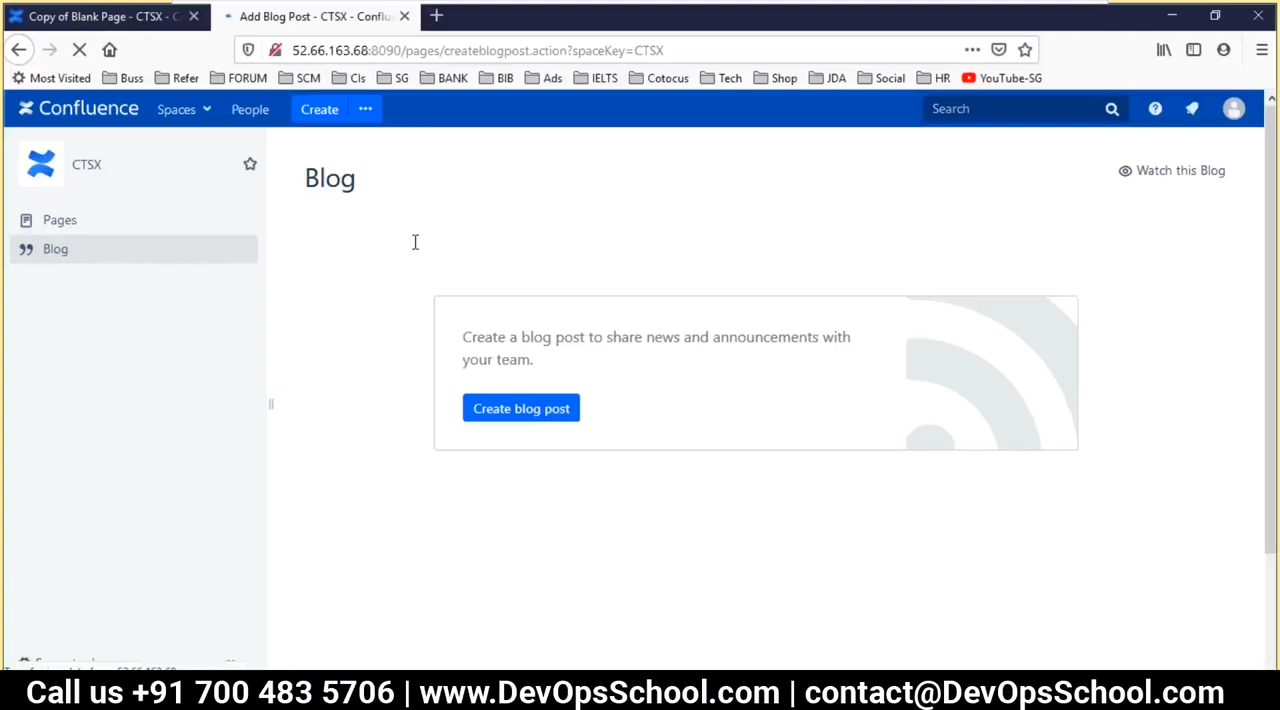 Copy of Blank Page - CTSX - C
Add Blog Post - CTSX - Conflu
52.66.163.68:8090/pages/createblogpost.action?spaceKey=CTSX
Most Visited Buss Refer FORUM SCM CIs SG BANK BIB Ads IELTS Cotocus Tech Shop JDA Social HR YouTube-SG
Confluence Spaces People Create ••• Search
CTSX
Blog
Watch this Blog
Pages
Blog
Create a blog post to share news and announcements with
your team.
Create blog post
Call us +91 700 483 5706 | www.DevOpsSchool.com | contact@DevOpsSchool.com